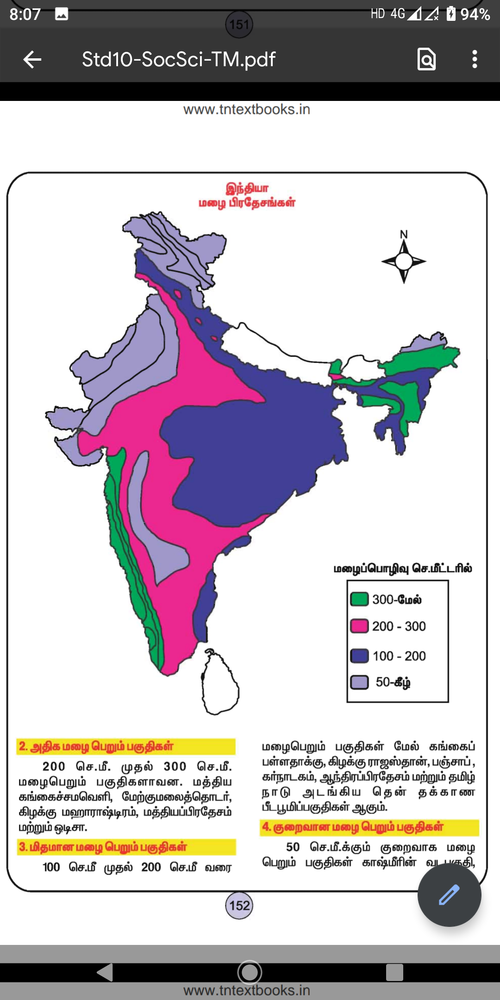 8:07
HD 4G 94%
151
Std10-SocSci-TM.pdf
www.tntextbooks.in
இந்தியா
மழை பிரதேசங்கள்
N
மழைப்பொழிவு செ.மீட்டரில்
300-மேல்
200 - 300
100 - 200
50-கீழ்
2. அதிக மழை பெறும் பகுதிகள்
200 செ.மீ. முதல் 300 செ.மீ.
மழைபெறும் பகுதிகளாவன. மத்திய
கங்கைச்சமவெளி, மேற்குமலைத்தொடர்,
கிழக்கு மஹாராஷ்டிரம், மத்தியப்பிரதேசம்
மற்றும் ஒடிசா.
3. மிதமான மழை பெறும் பகுதிகள்
100 செ.மீ முதல் 200 செ.மீ வரை
மழைபெறும் பகுதிகள் மேல் கங்கைப்
பள்ளதாக்கு, கிழக்கு ராஜஸ்தான், பஞ்சாப்,
கர்நாடகம், ஆந்திரப்பிரதேசம் மற்றும் தமிழ்
நாடு அடங்கிய தென் தக்காண
பீடபூமிப்பகுதிகள் ஆகும்.
4. குறைவான மழை பெறும் பகுதிகள்
50 செ.மீ.க்கும் குறைவாக மழை
பெறும் பகுதிகள் காஷ்மீரின்
152
www.tntextbooks.in